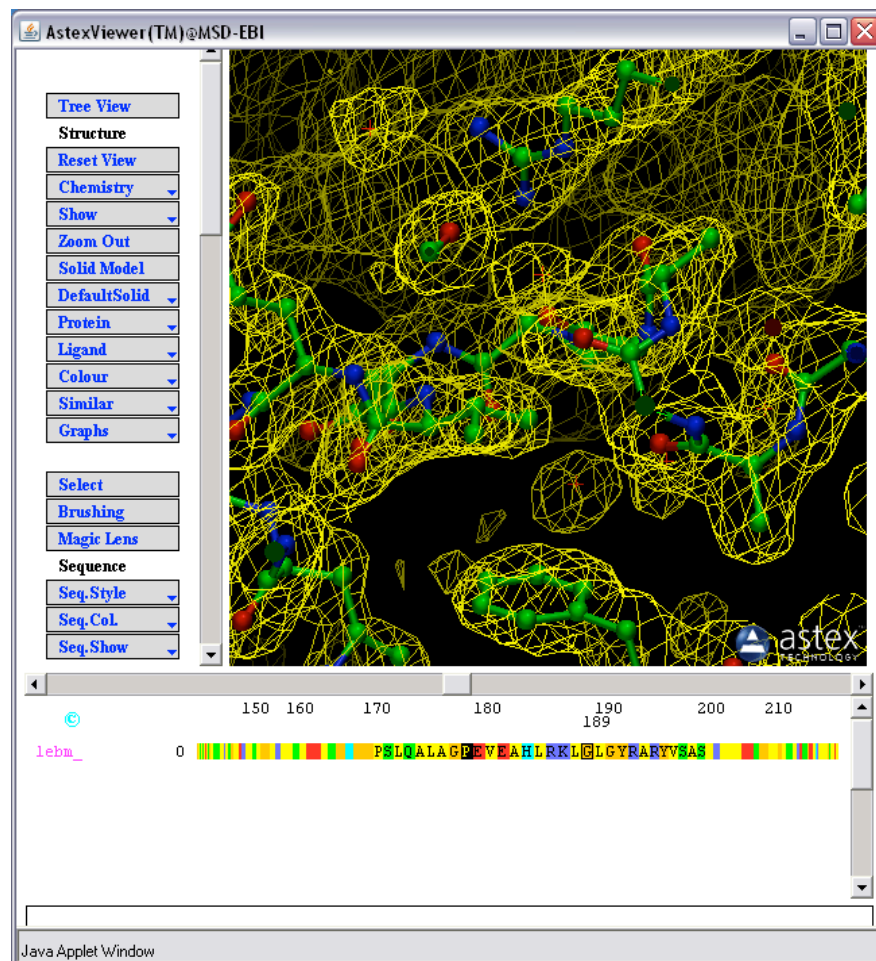 AstexViewer(TM)@MSD-EBI
Tree View
Structure
Reset View
Chemistry
Show
Zoom Out
Solid Model
DefaultSolid
Protein
Ligand
Colour
Similar
Graphs
Select
Brushing
Magic Lens
Sequence
Seq.Style
Seq.Col.
Seq.Show
astex
TECHNOLOGY
150 160 170 180 190 200 210
© 189
1ebm_ 0 PSLQALAGPEVEAHLRKLGLGYRARYVSAS
Java Applet Window